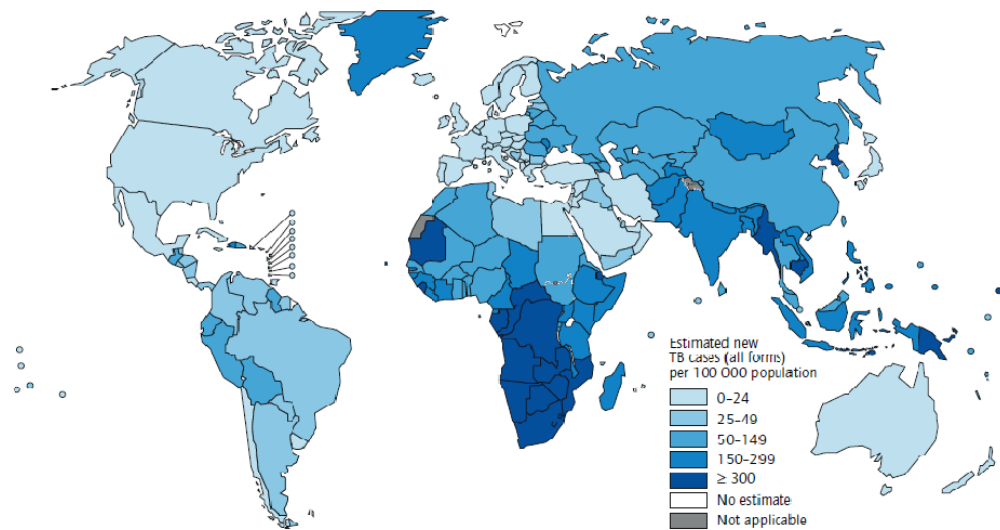 Estimated new
TB cases (all forms)
per 100 000 population
0–24
25–49
50–149
150–299
≥ 300
No estimate
Not applicable